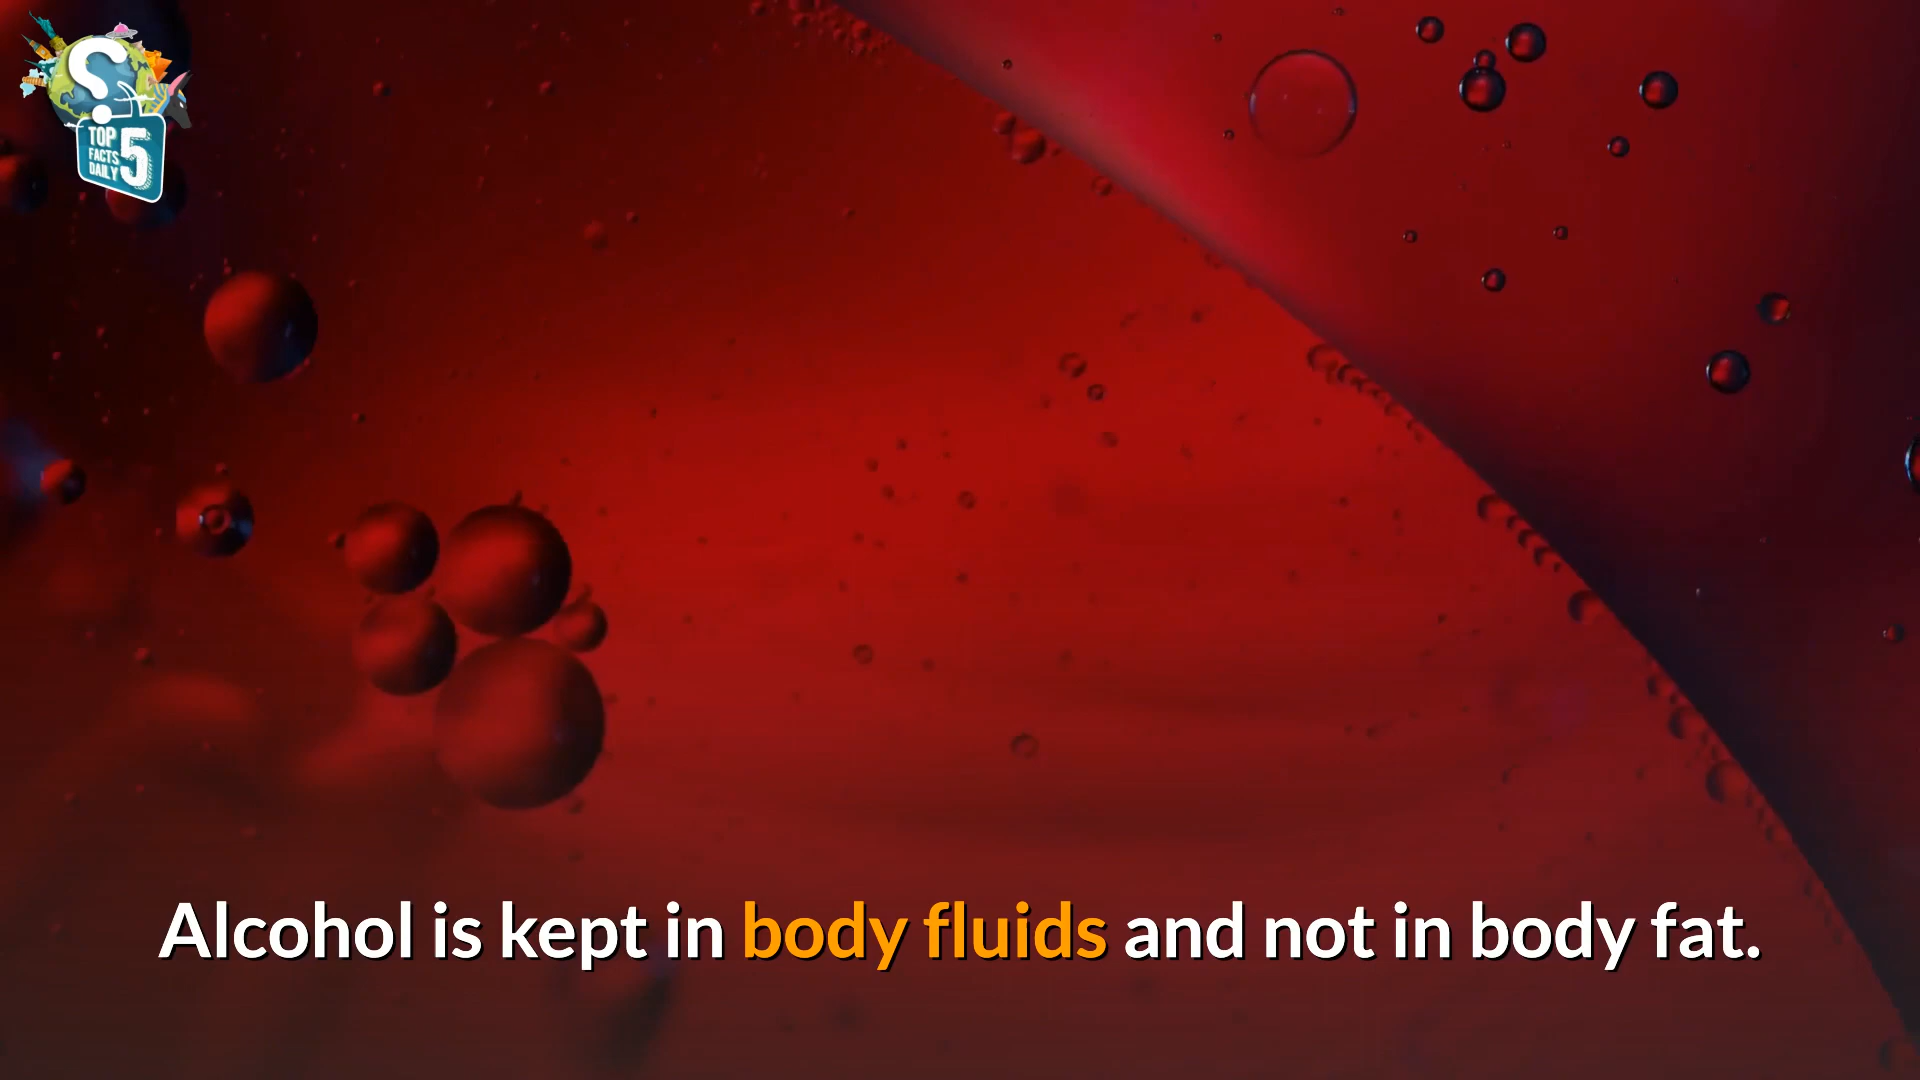 TOP
FACTS
DAILY
5
Alcohol is kept in body fluids and not in body fat.